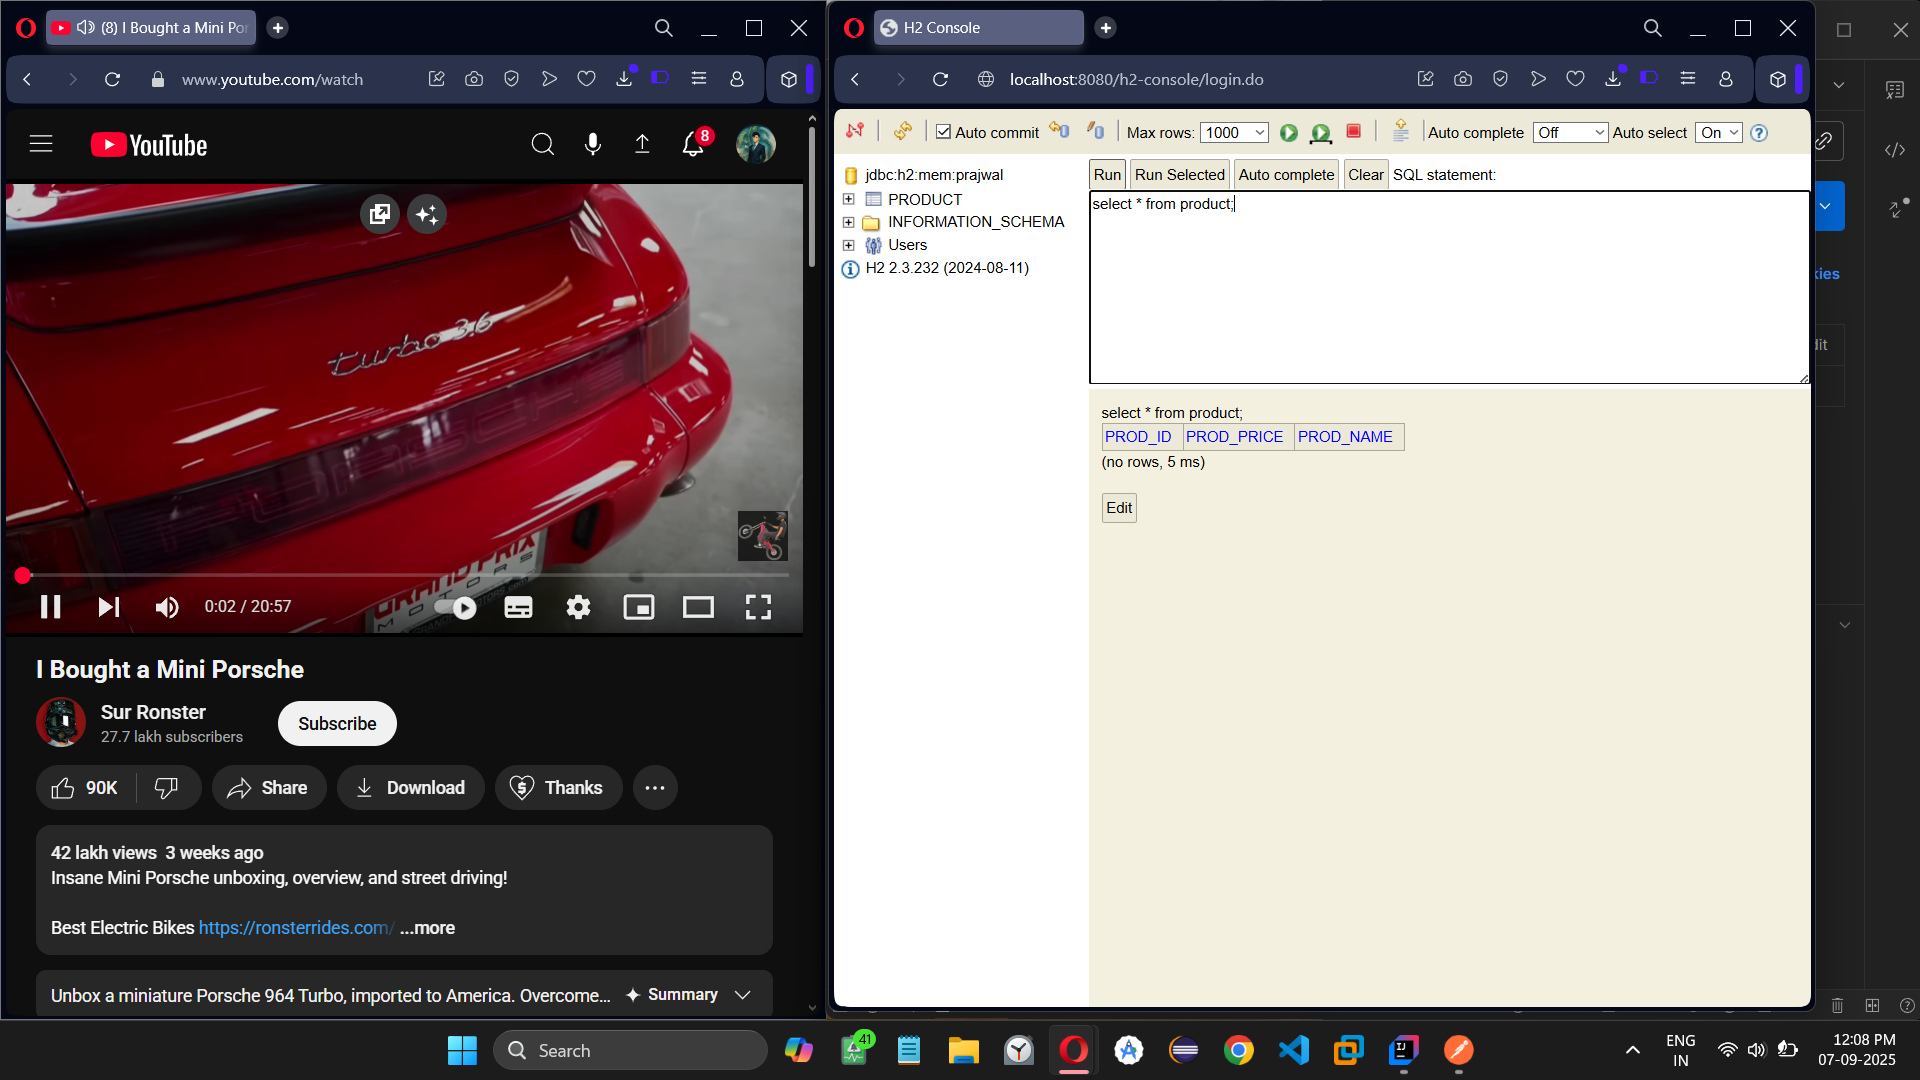 (8) I Bought a Mini Por
www.youtube.com/watch
YouTube
8
turbo 3.6
PORSCHE
GRAND PRIX
MOTORS
0:02 / 20:57
I Bought a Mini Porsche
Sur Ronster
27.7 lakh subscribers
Subscribe
90K
Share
Download
Thanks
42 lakh views 3 weeks ago
Insane Mini Porsche unboxing, overview, and street driving!
Best Electric Bikes https://ronsterrides.com/ ...more
Unbox a miniature Porsche 964 Turbo, imported to America. Overcome...
Summary
H2 Console
localhost:8080/h2-console/login.do
Auto commit
Max rows: 1000
Auto complete Off
Auto select On
jdbc:h2:mem:prajwal
PRODUCT
INFORMATION_SCHEMA
Users
H2 2.3.232 (2024-08-11)
Run
Run Selected
Auto complete
Clear
SQL statement:
select * from product;
select * from product;
PROD_ID PROD_PRICE PROD_NAME
(no rows, 5 ms)
Edit
kies
dit
Search
41
ENG
IN
12:08 PM
07-09-2025